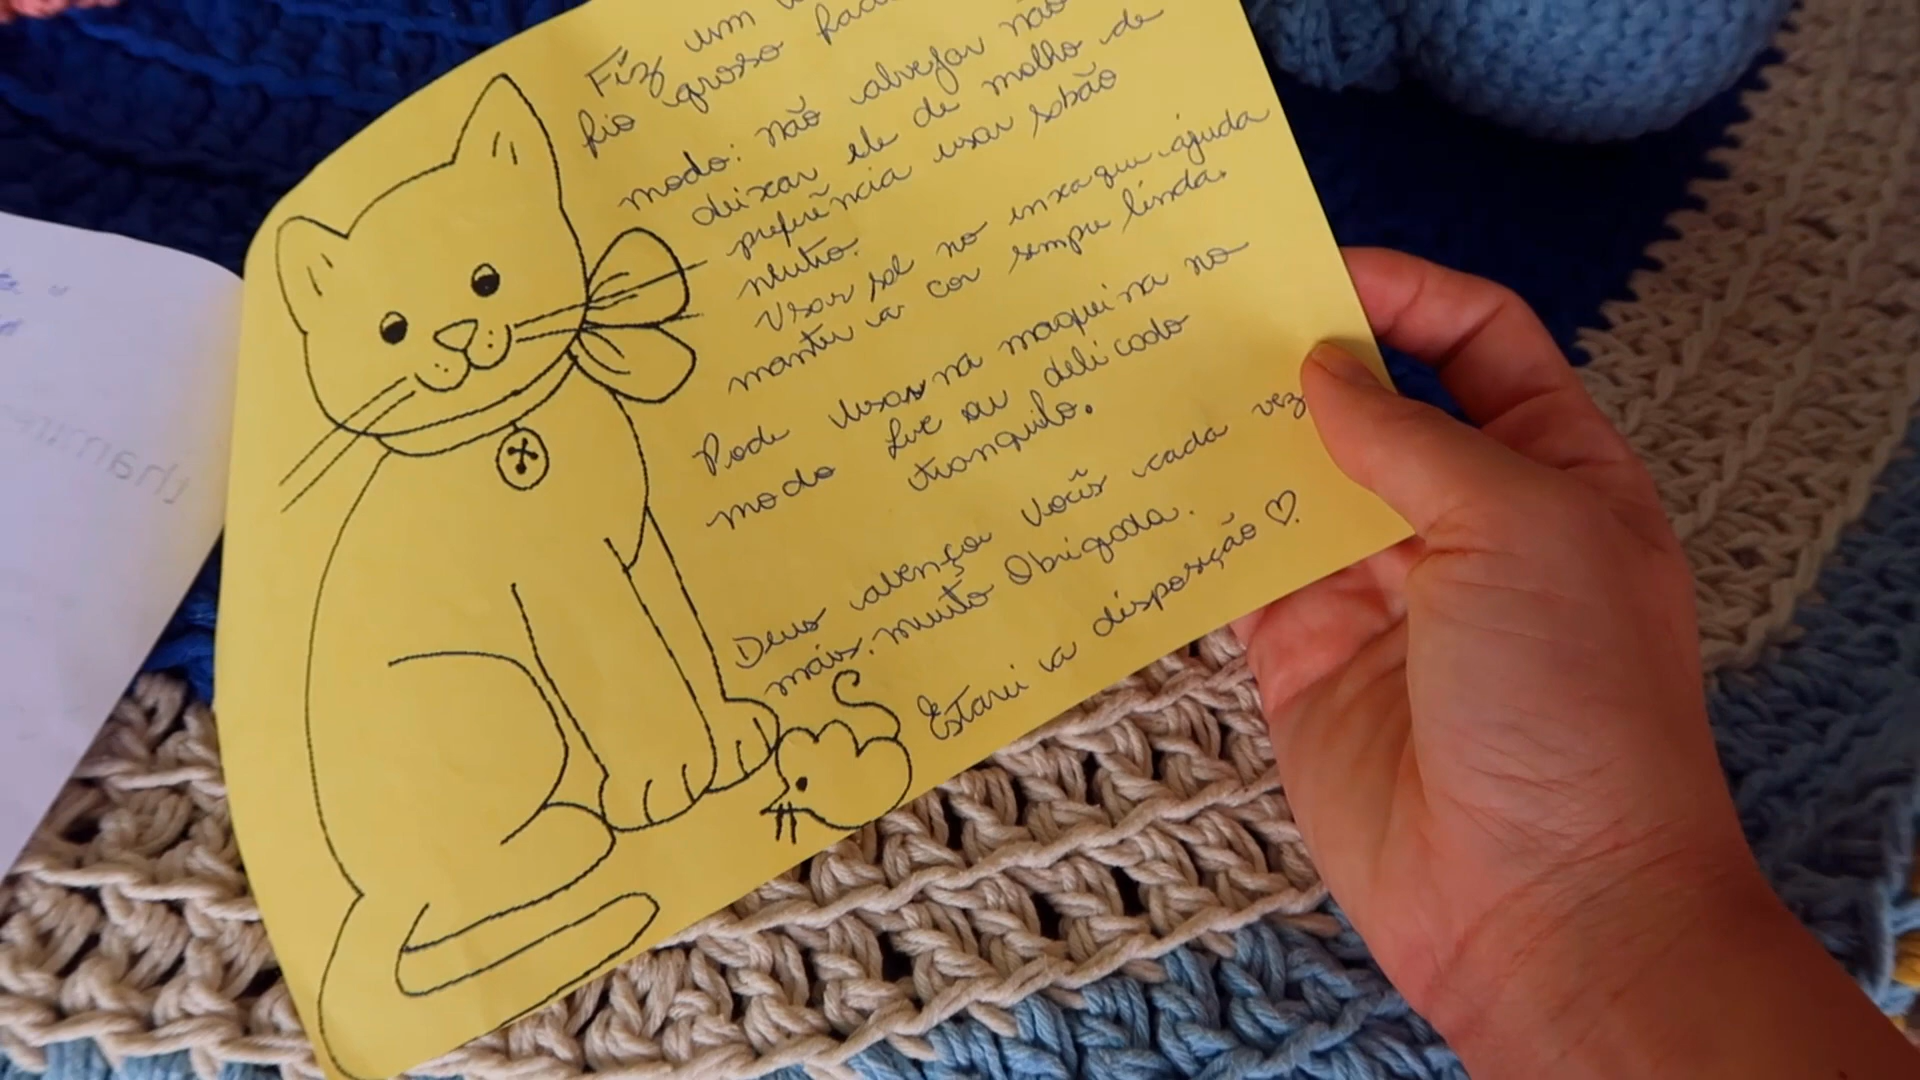 Fiz um
fio groso
modo: não alvejar não
deixar ele de molho de
preferência usar sabão
neutro.
Usar sal no enxague ajuda
manter a cor sempre linda.
Pode usar na maquina no
modo leve ou delicado
tranquilo.
Deus abençoi vocês cada vez
mais. muito Obrigada.
Estarei a disposição ♡.